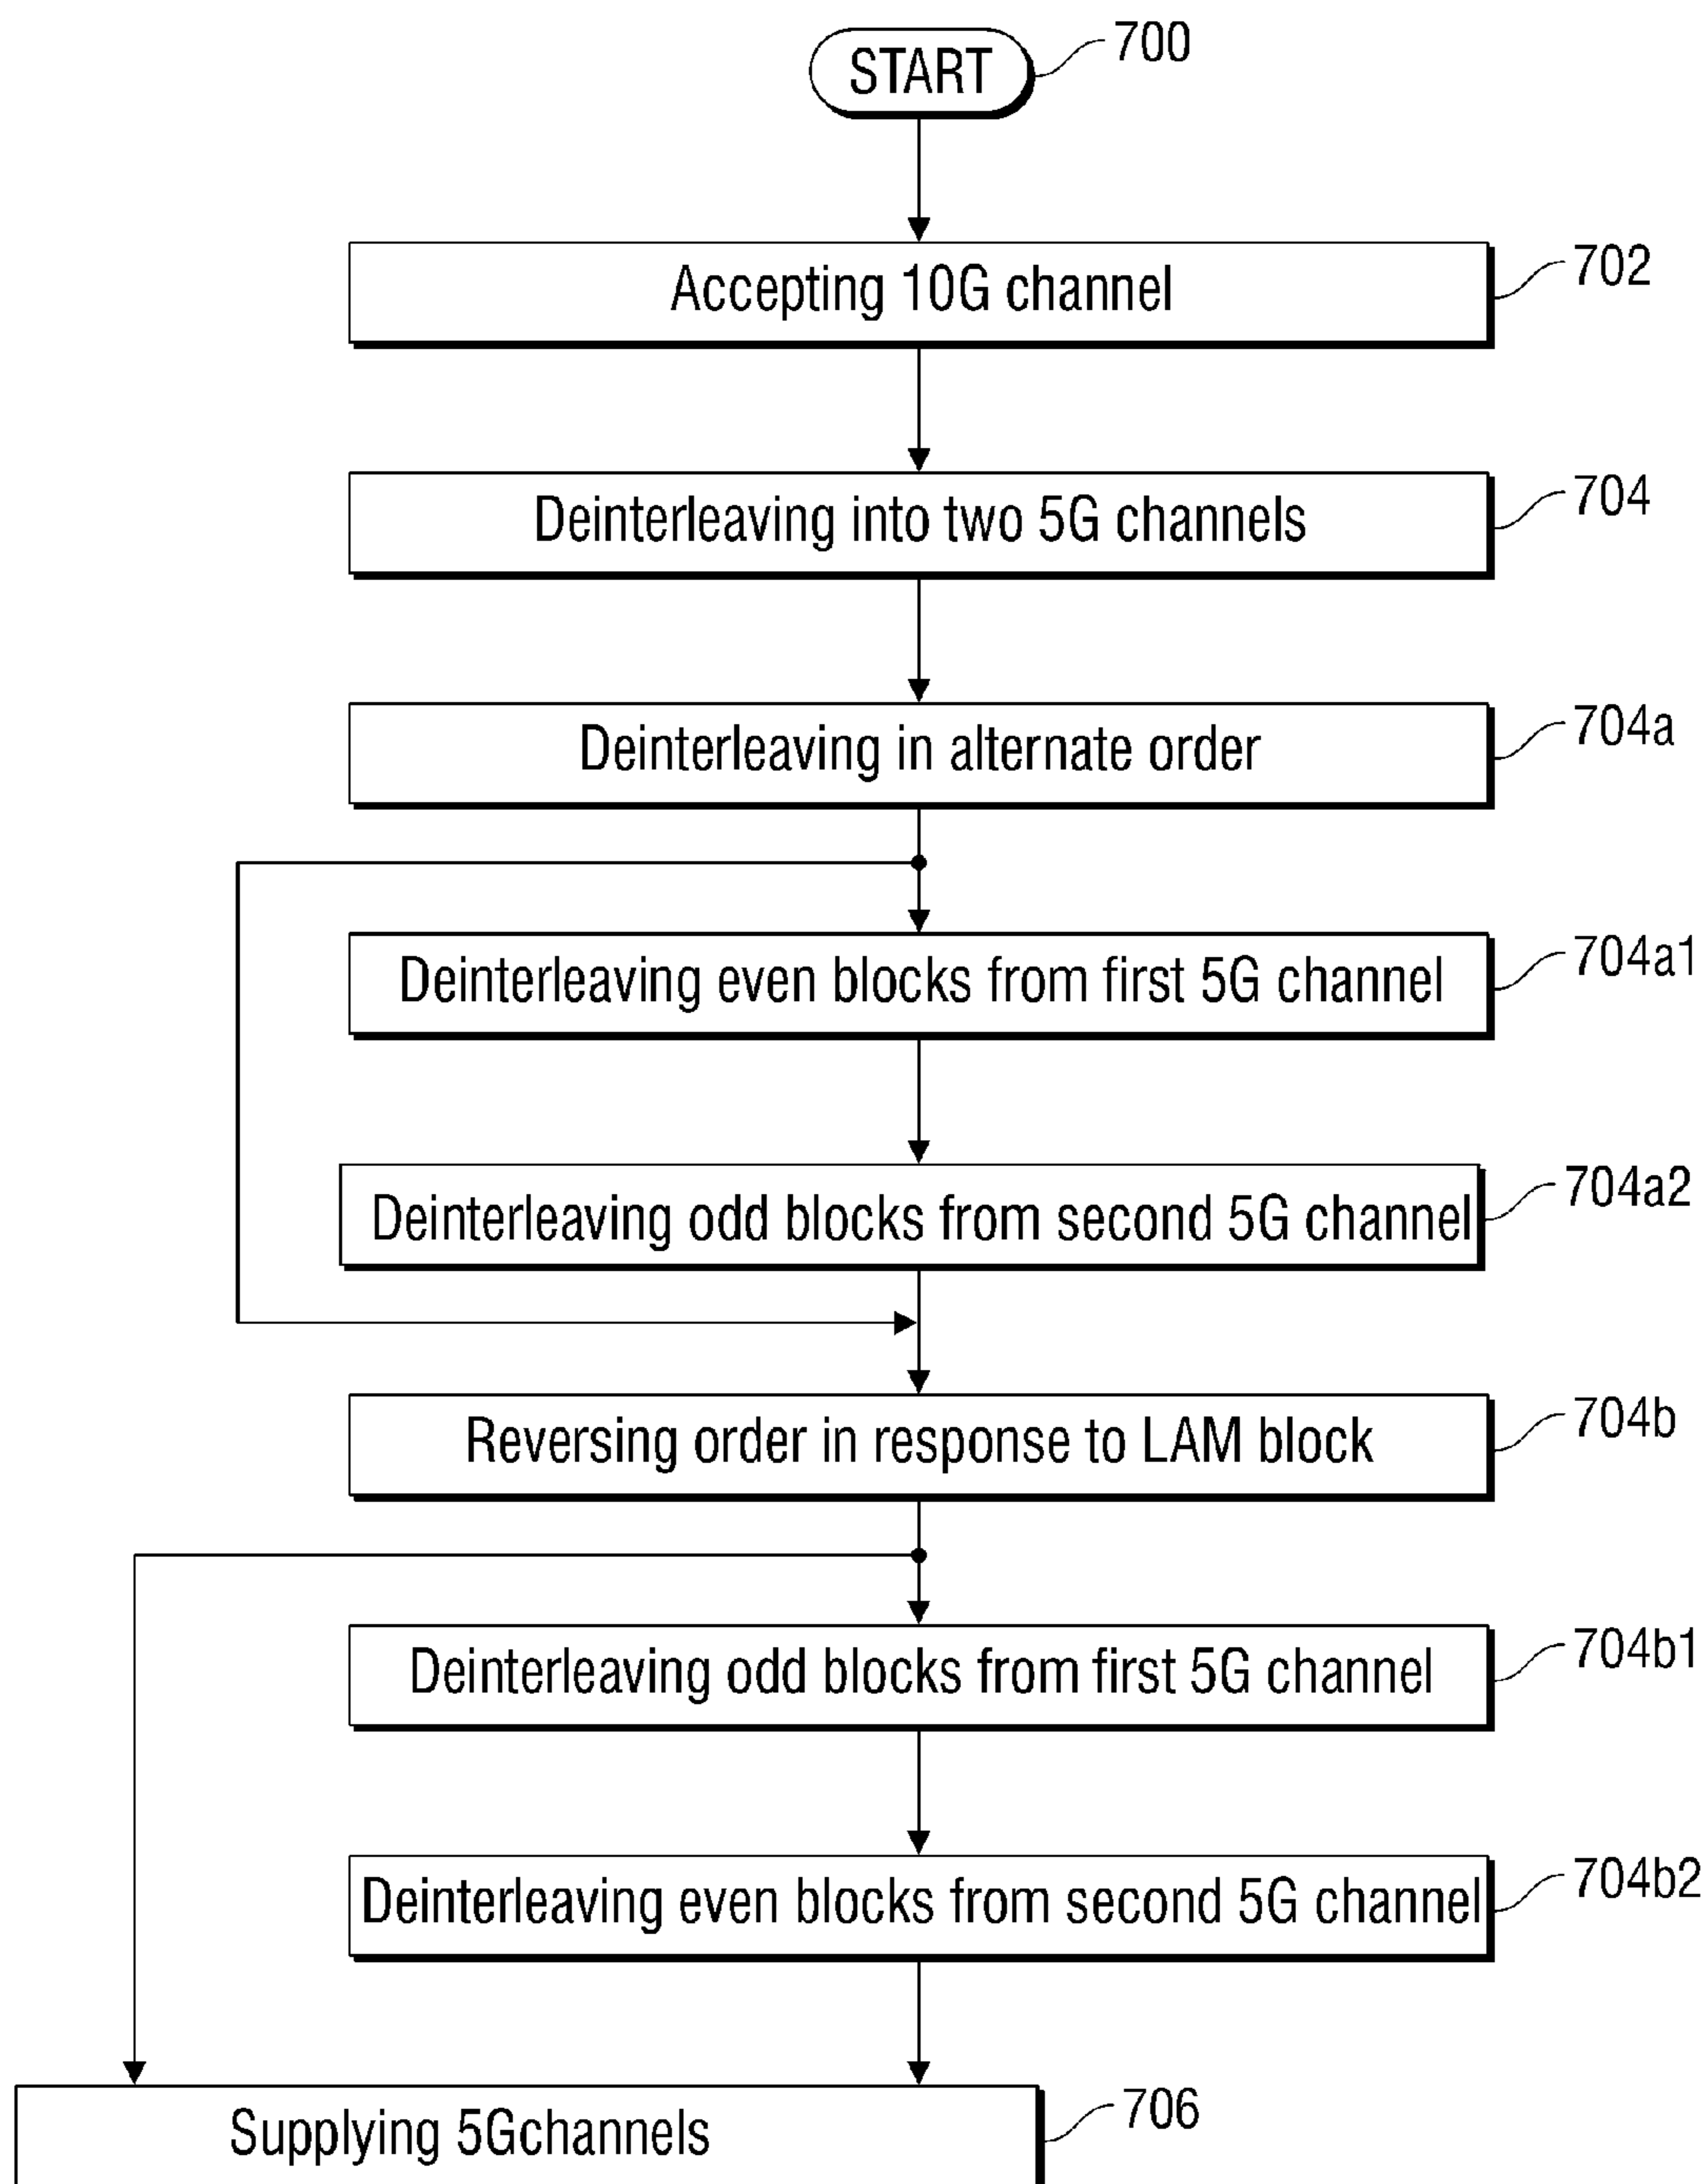 START
700
Accepting 10G channel
702
Deinterleaving into two 5G channels
704
Deinterleaving in alternate order
704a
Deinterleaving even blocks from first 5G channel
704a1
Deinterleaving odd blocks from second 5G channel
704a2
Reversing order in response to LAM block
704b
Deinterleaving odd blocks from first 5G channel
704b1
Deinterleaving even blocks from second 5G channel
704b2
Supplying 5Gchannels
706